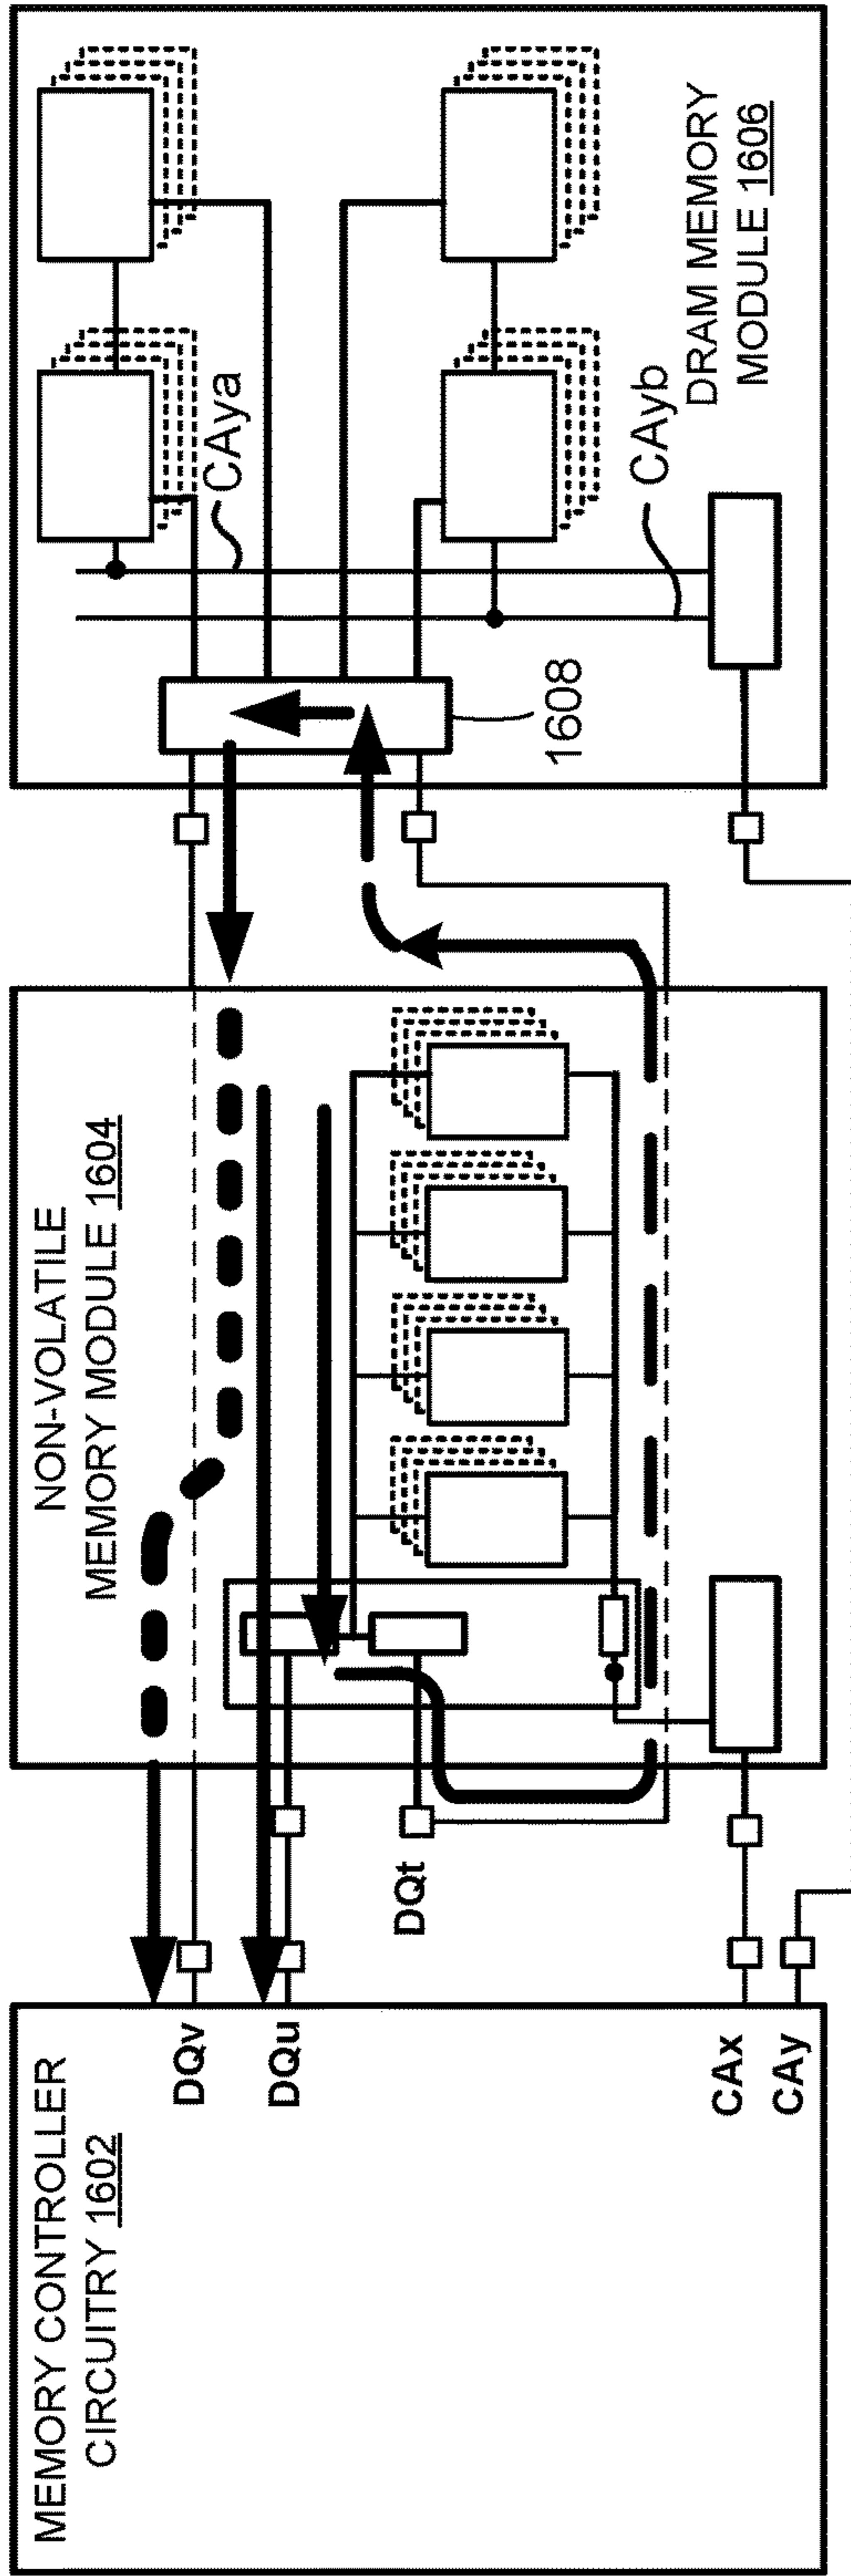 MEMORY CONTROLLER
CIRCUITRY 1602
DQv
DQu
CAx
CAy
DQt
NON-VOLATILE
MEMORY MODULE 1604
1608
CAya
CAyb
DRAM MEMORY
MODULE 1606